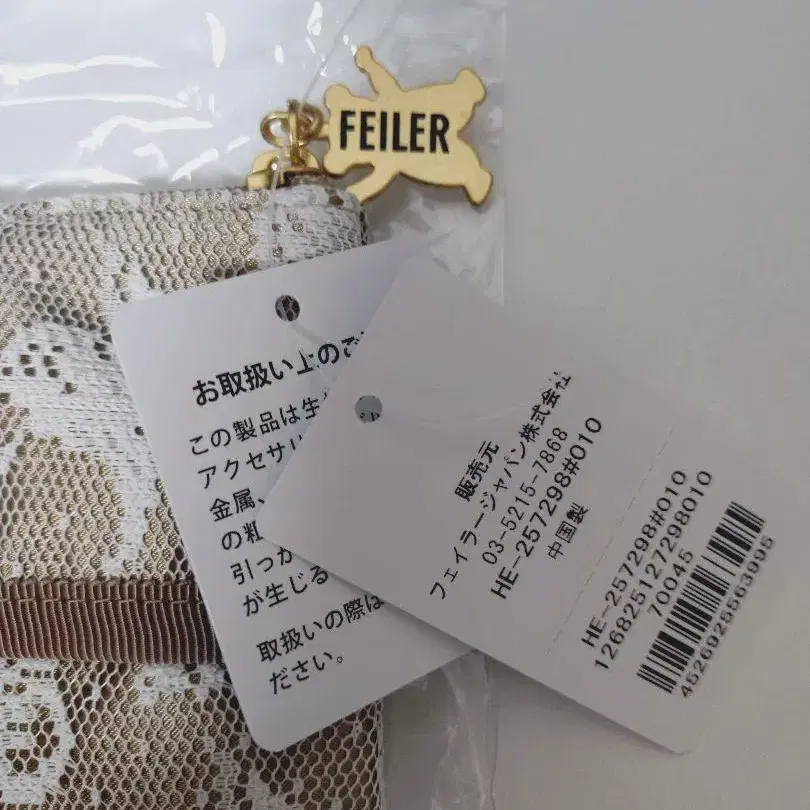 FEILER
お取扱い上のご
この製品は生
アクセサリ
金属、
の粗
引っか
が生じる
取扱いの際は
ださい。
販売元
フェイラージャパン株式会社
03-5215-7868
HE-257298#010
中国製
HE-257298#010
126825127298010
70045
4526925563995